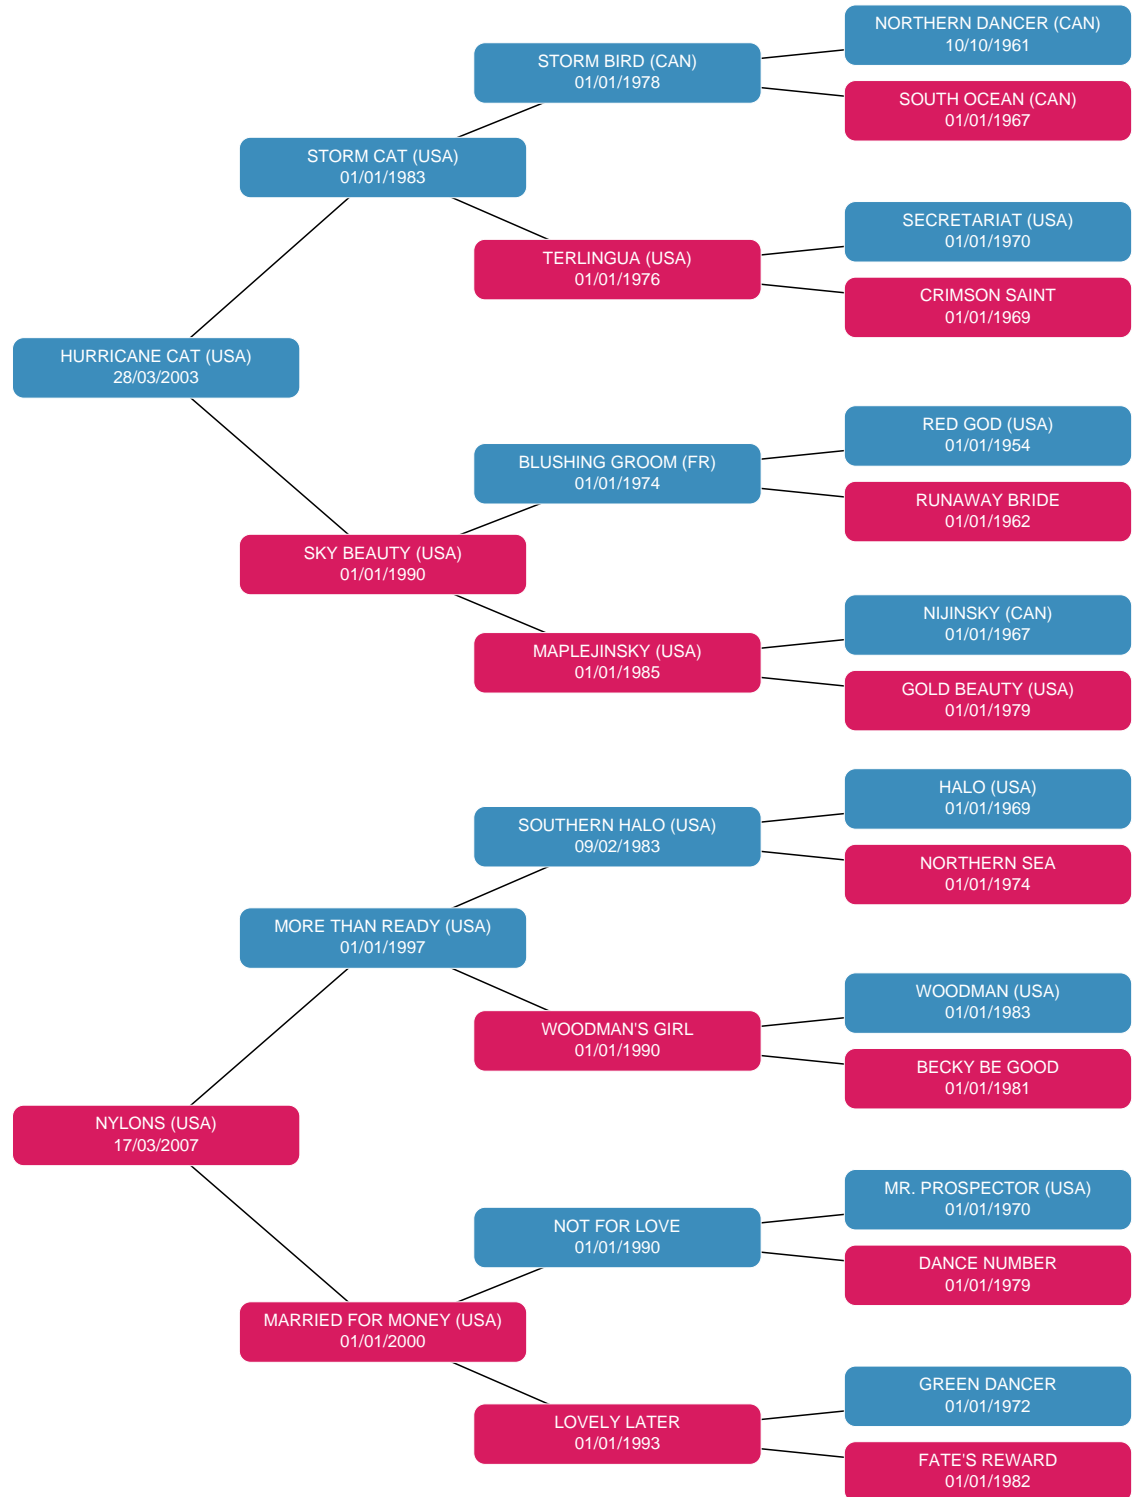 NORTHERN DANCER (CAN)
10/10/1961
STORM BIRD (CAN)
01/01/1978
SOUTH OCEAN (CAN)
01/01/1967
STORM CAT (USA)
01/01/1983
SECRETARIAT (USA)
01/01/1970
TERLINGUA (USA)
01/01/1976
CRIMSON SAINT
01/01/1969
HURRICANE CAT (USA)
28/03/2003
RED GOD (USA)
01/01/1954
BLUSHING GROOM (FR)
01/01/1974
RUNAWAY BRIDE
01/01/1962
SKY BEAUTY (USA)
01/01/1990
NIJINSKY (CAN)
01/01/1967
MAPLEJINSKY (USA)
01/01/1985
GOLD BEAUTY (USA)
01/01/1979
HALO (USA)
01/01/1969
SOUTHERN HALO (USA)
09/02/1983
NORTHERN SEA
01/01/1974
MORE THAN READY (USA)
01/01/1997
WOODMAN (USA)
01/01/1983
WOODMAN'S GIRL
01/01/1990
BECKY BE GOOD
01/01/1981
NYLONS (USA)
17/03/2007
MR. PROSPECTOR (USA)
01/01/1970
NOT FOR LOVE
01/01/1990
DANCE NUMBER
01/01/1979
MARRIED FOR MONEY (USA)
01/01/2000
GREEN DANCER
01/01/1972
LOVELY LATER
01/01/1993
FATE'S REWARD
01/01/1982